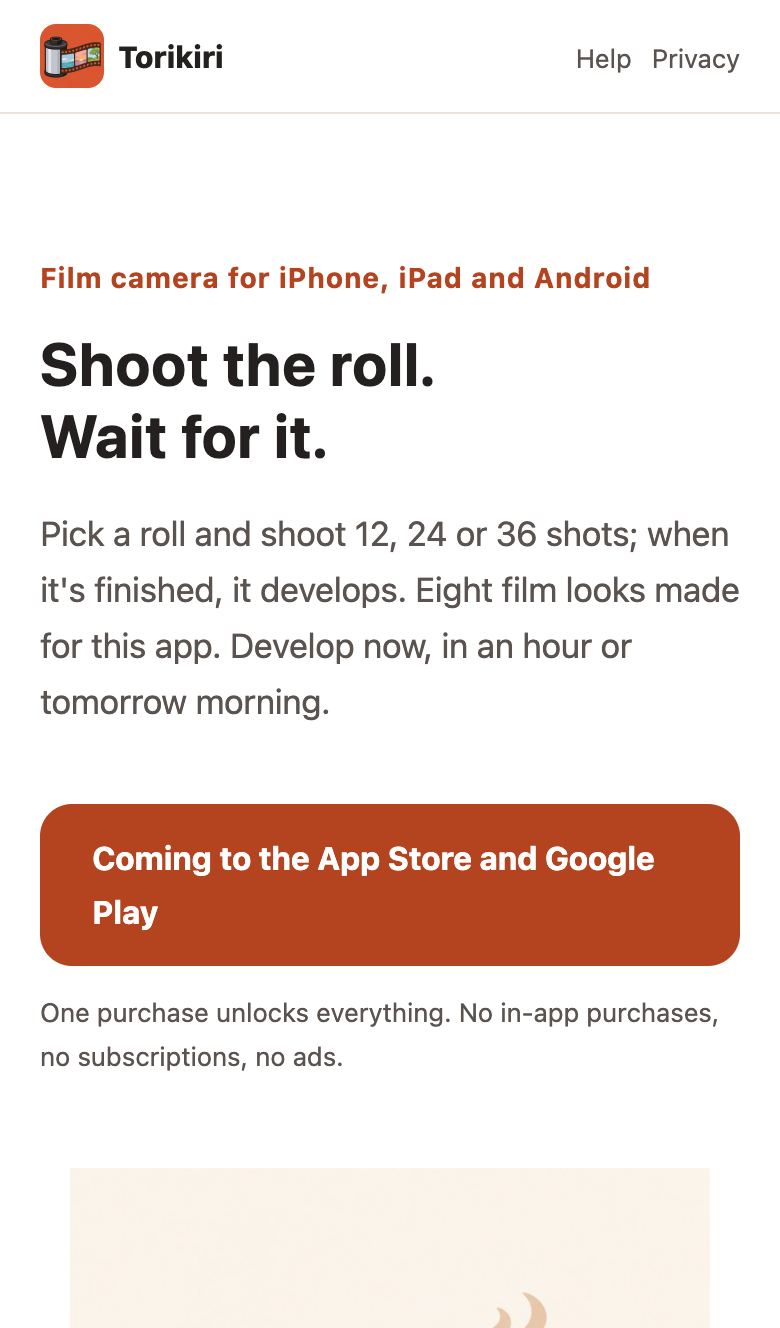 Torikiri
Help Privacy
Film camera for iPhone, iPad and Android
Shoot the roll.
Wait for it.
Pick a roll and shoot 12, 24 or 36 shots; when
it's finished, it develops. Eight film looks made
for this app. Develop now, in an hour or
tomorrow morning.
Coming to the App Store and Google
Play
One purchase unlocks everything. No in-app purchases,
no subscriptions, no ads.